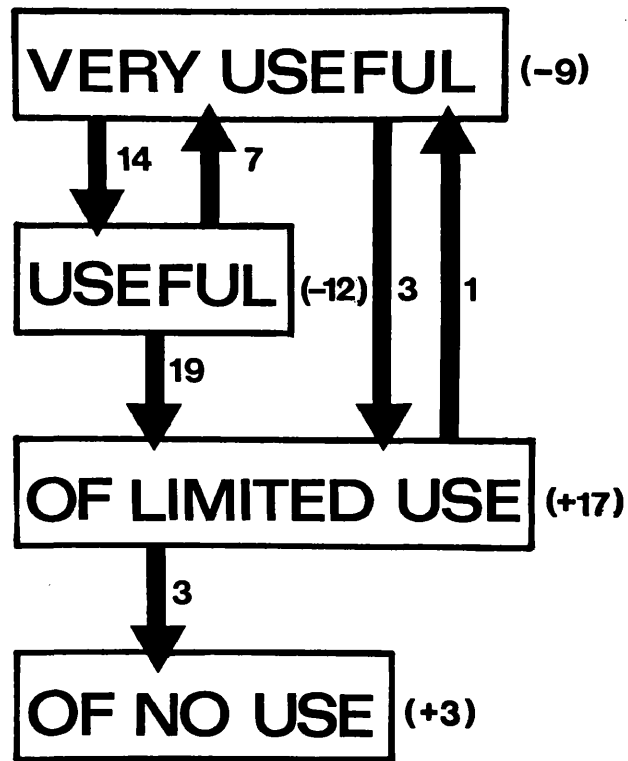 VERY USEFUL (-9)
14 7
USEFUL (-12) 3 1
19
OF LIMITED USE (+17)
3
OF NO USE (+3)